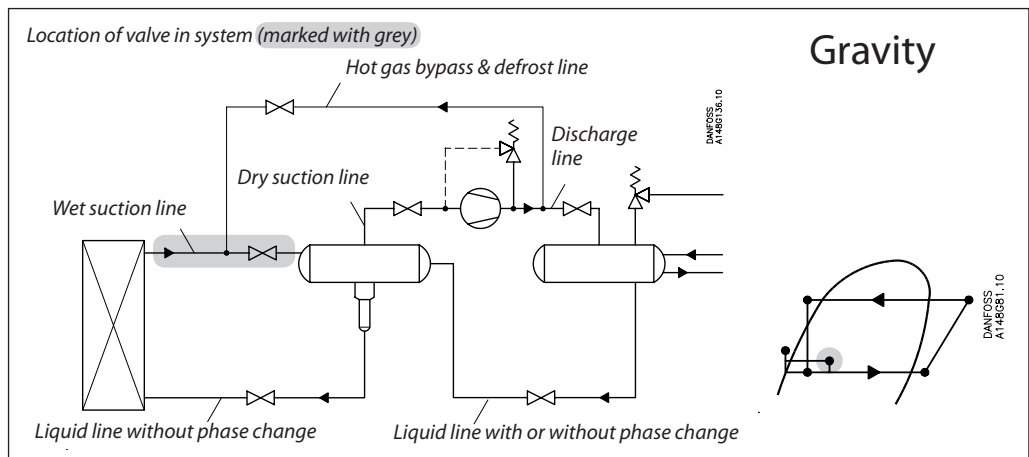 Location of valve in system (marked with grey)
Gravity
Hot gas bypass & defrost line
DANFOSS
A148G136.10
Discharge
line
Dry suction line
Wet suction line
DANFOSS
A148G81.10
Liquid line without phase change
Liquid line with or without phase change